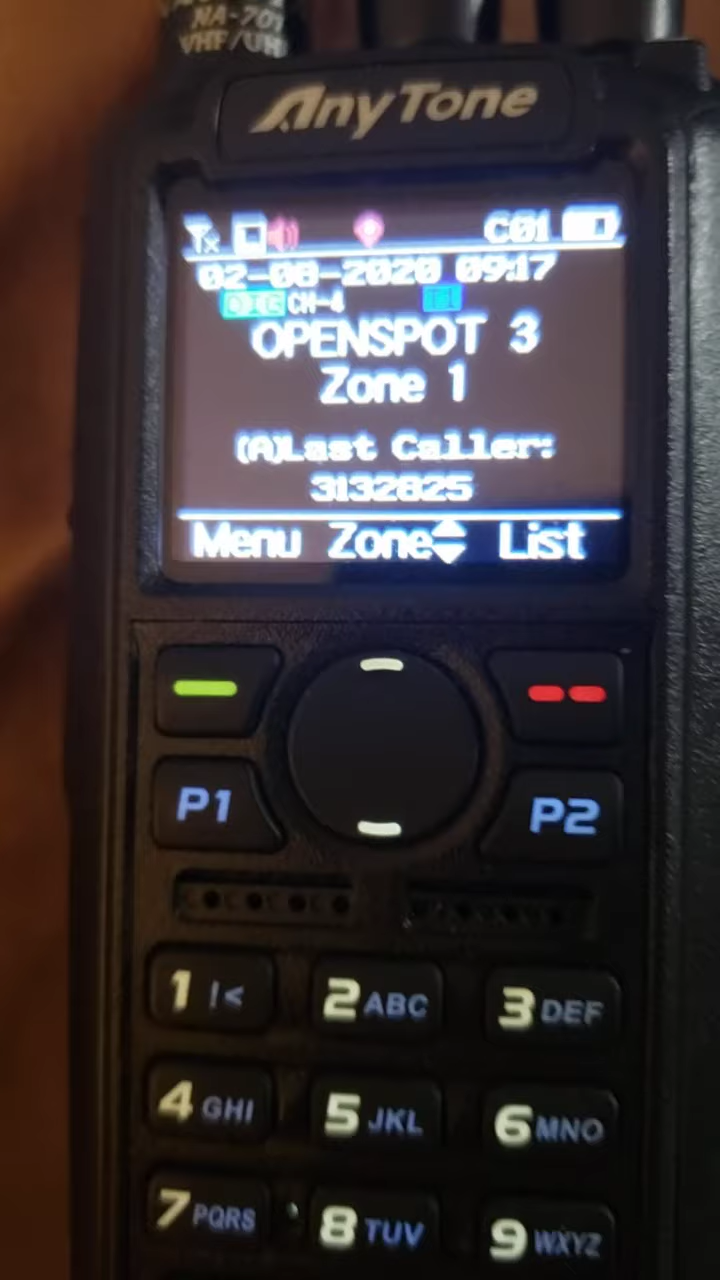 NA-701
VHF/UH
AnyTone
C01
02-08-2020 09:17
CH-4
OPENSPOT 3
Zone 1
(A)Last Caller:
3132825
Menu Zone List
P1 P2
1 !< 2 ABC 3 DEF
4 GHI 5 JKL 6 MNO
7 PQRS 8 TUV 9 WXYZ